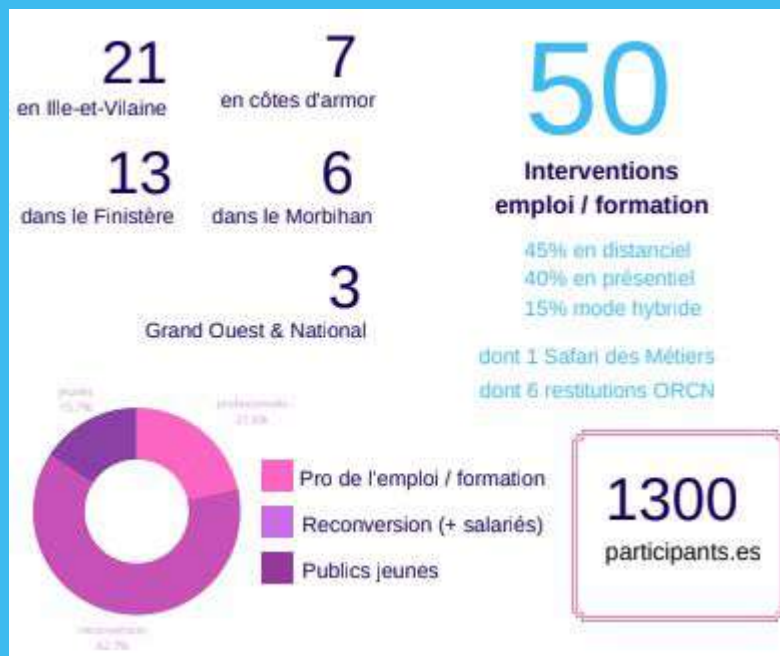 21
en Ille-et-Vilaine
7
en côtes d'armor
13
dans le Finistère
6
dans le Morbihan
3
Grand Ouest & National
50
Interventions
emploi / formation
45% en distanciel
40% en présentiel
15% mode hybride
dont 1 Safari des Métiers
dont 6 restitutions ORCN
Pro de l'emploi / formation
Reconversion (+ salariés)
Publics jeunes
1300
participants.es